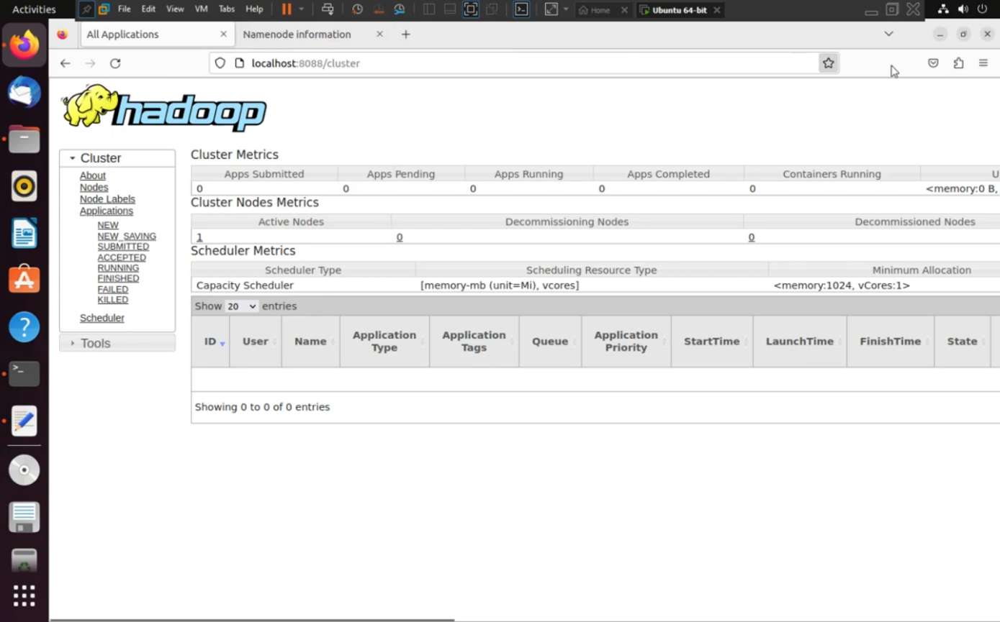 Activities File Edit View VM Tabs Help Home Ubuntu 64-bit
All Applications Namenode information
localhost:8088/cluster
hadoop
Cluster
About
Nodes
Node Labels
Applications
NEW
NEW_SAVING
SUBMITTED
ACCEPTED
RUNNING
FINISHED
FAILED
KILLED
Scheduler
Tools
Cluster Metrics
Apps Submitted Apps Pending Apps Running Apps Completed Containers Running U
0 0 0 0 0 <memory:0 B,
Cluster Nodes Metrics
Active Nodes Decommissioning Nodes Decommissioned Nodes
1 0 0
Scheduler Metrics
Scheduler Type Scheduling Resource Type Minimum Allocation
Capacity Scheduler [memory-mb (unit=Mi), vcores] <memory:1024, vCores:1>
Show 20 entries
ID User Name Application Type Application Tags Queue Application Priority StartTime LaunchTime FinishTime State
Showing 0 to 0 of 0 entries